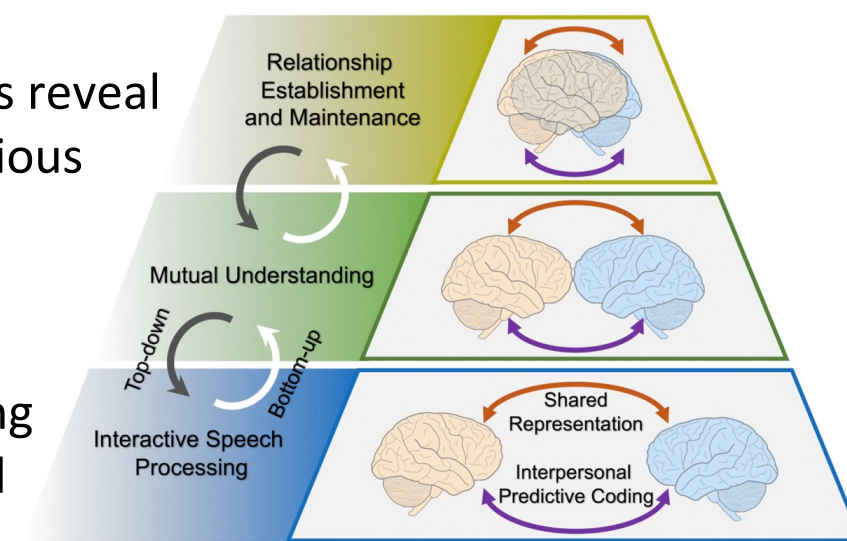 s reveal
ious
ng
Relationship
Establishment
and Maintenance
Mutual Understanding
Top-down
Bottom-up
Interactive Speech
Processing
Shared
Representation
Interpersonal
Predictive Coding